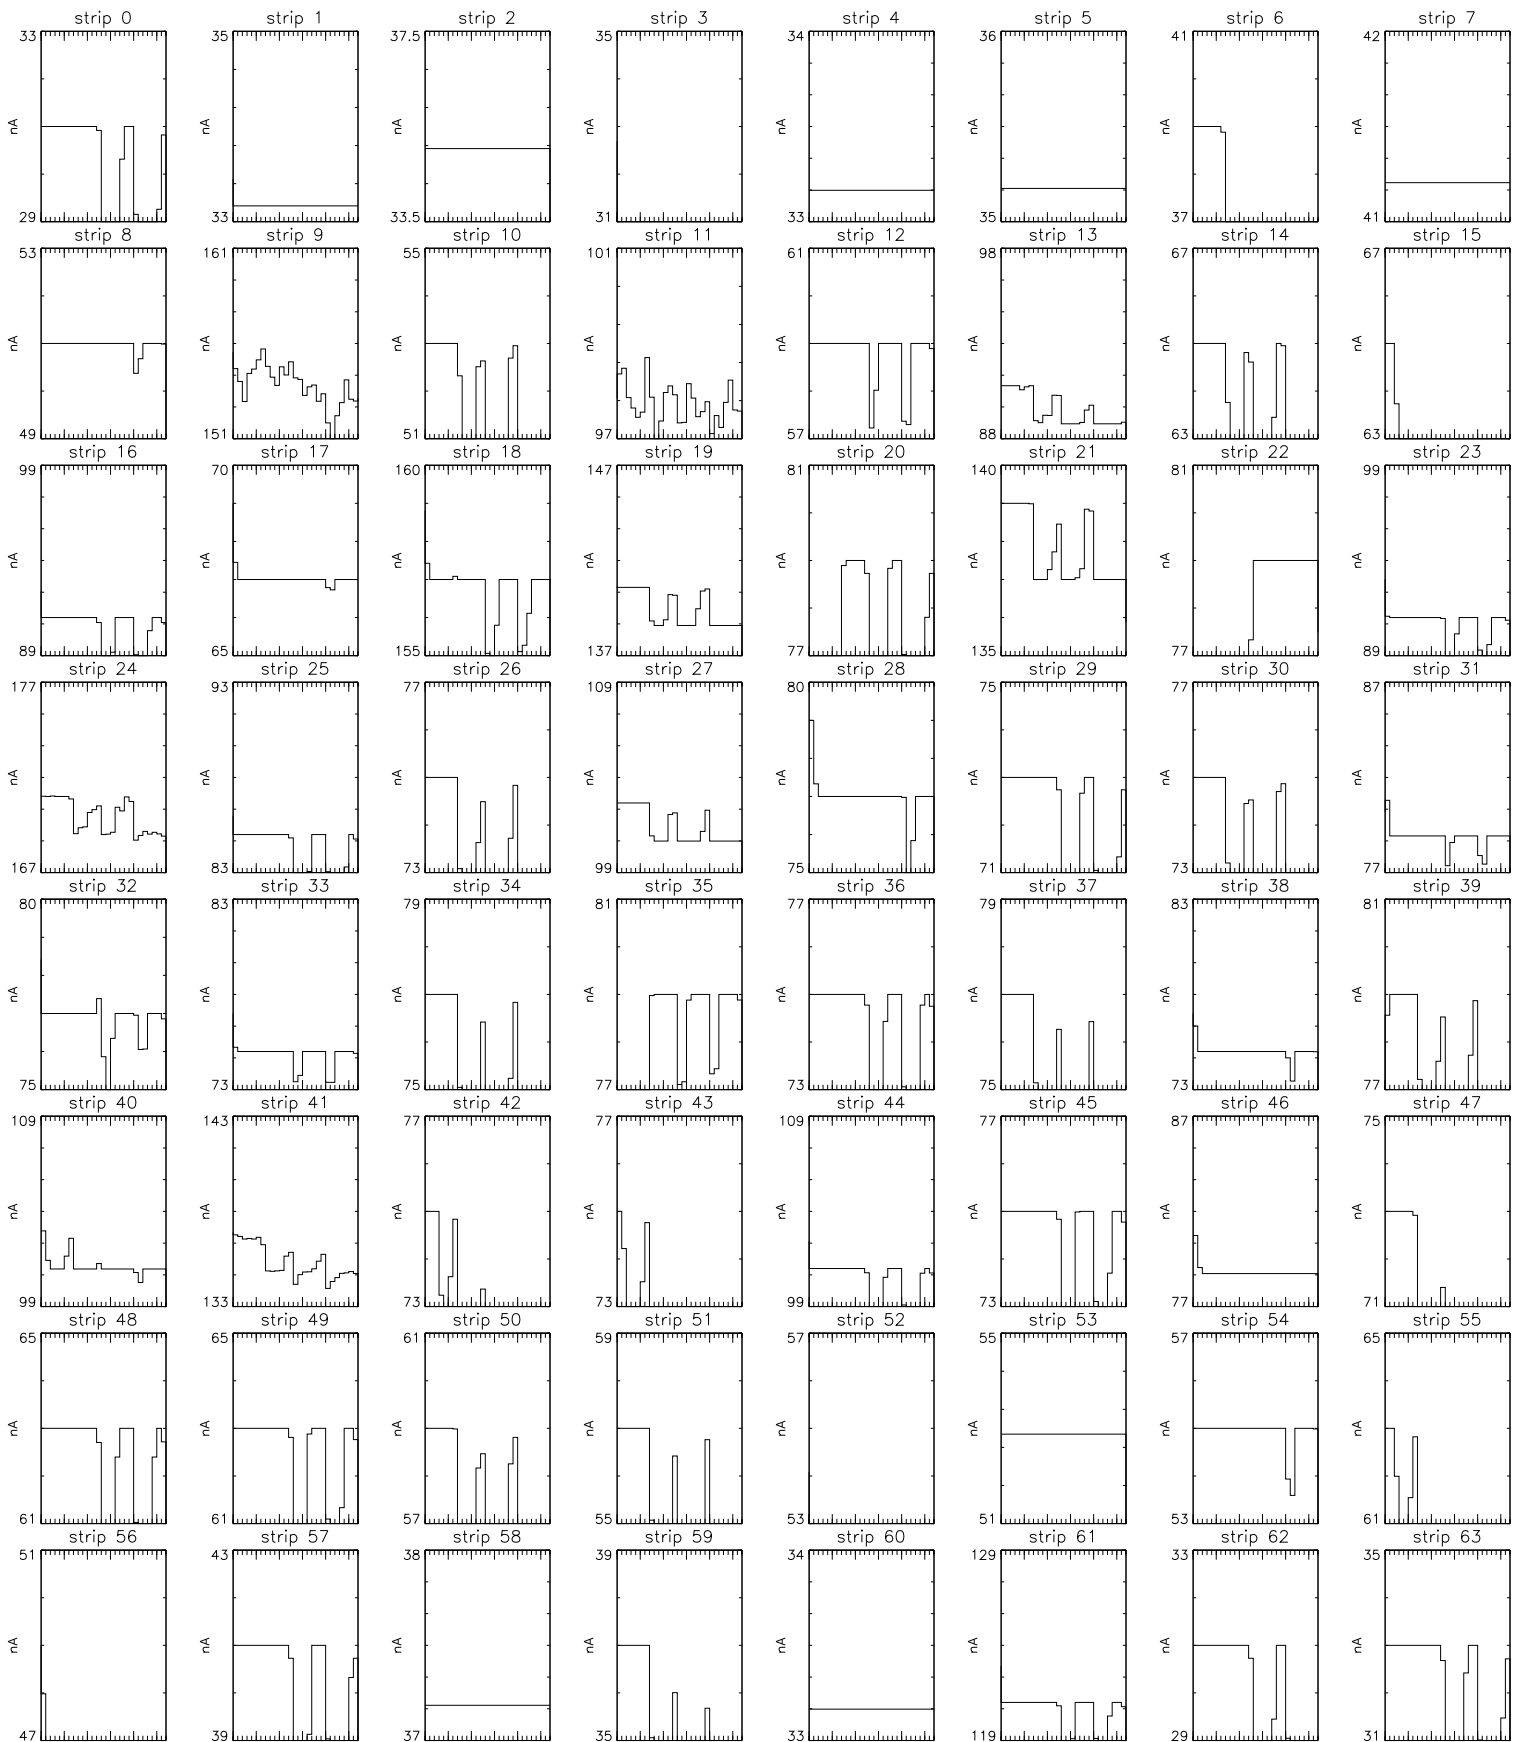 strip 0 strip 1 strip 2 strip 3 strip 4 strip 5 strip 6 strip 7
33 35 37.5 35 34 36 41 42
nA nA nA nA nA nA nA nA
29 33 33.5 31 33 35 37 41
strip 8 strip 9 strip 10 strip 11 strip 12 strip 13 strip 14 strip 15
53 161 55 101 61 98 67 67
nA nA nA nA nA nA nA nA
49 151 51 97 57 88 63 63
strip 16 strip 17 strip 18 strip 19 strip 20 strip 21 strip 22 strip 23
99 70 160 147 81 140 81 99
nA nA nA nA nA nA nA nA
89 65 155 137 77 135 77 89
strip 24 strip 25 strip 26 strip 27 strip 28 strip 29 strip 30 strip 31
177 93 77 109 80 75 77 87
nA nA nA nA nA nA nA nA
167 83 73 99 75 71 73 77
strip 32 strip 33 strip 34 strip 35 strip 36 strip 37 strip 38 strip 39
80 83 79 81 77 79 83 81
nA nA nA nA nA nA nA nA
75 73 75 77 73 75 73 77
strip 40 strip 41 strip 42 strip 43 strip 44 strip 45 strip 46 strip 47
109 143 77 77 109 77 87 75
nA nA nA nA nA nA nA nA
99 133 73 73 99 73 77 71
strip 48 strip 49 strip 50 strip 51 strip 52 strip 53 strip 54 strip 55
65 65 61 59 57 55 57 65
nA nA nA nA nA nA nA nA
61 61 57 55 53 51 53 61
strip 56 strip 57 strip 58 strip 59 strip 60 strip 61 strip 62 strip 63
51 43 38 39 34 129 33 35
nA nA nA nA nA nA nA nA
47 39 37 35 33 119 29 31